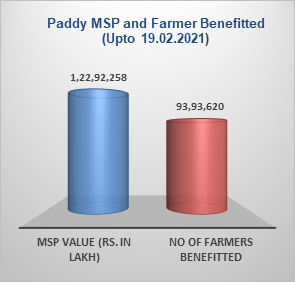 Paddy MSP and Farmer Benefitted
(Upto 19.02.2021)
1,22,92,258
93,93,620
MSP VALUE (RS. IN
LAKH)
NO OF FARMERS
BENEFITTED